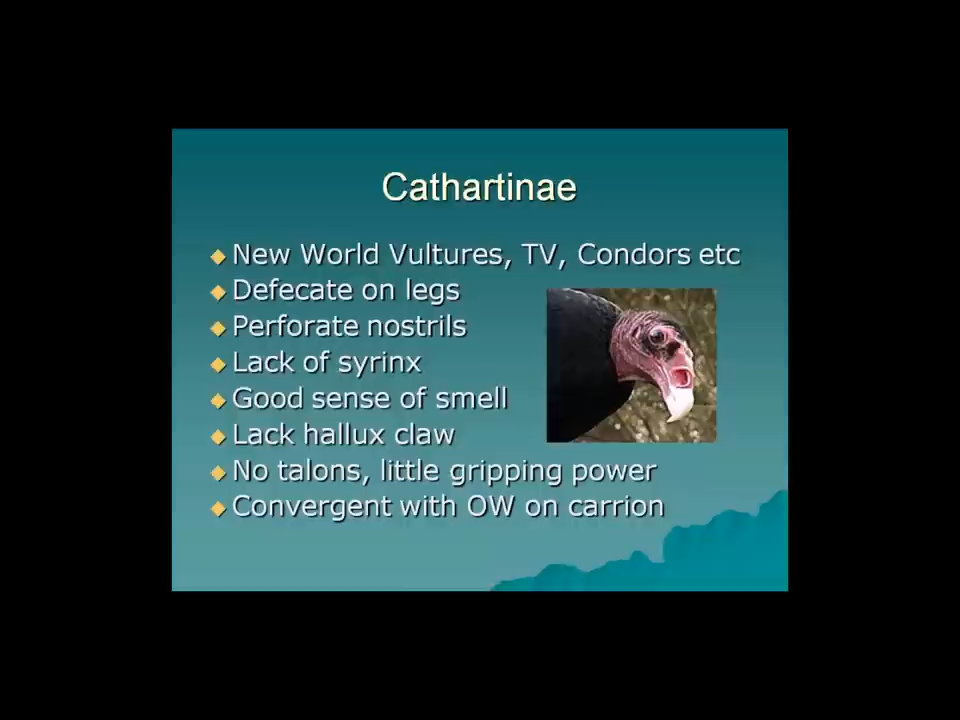 Cathartinae
New World Vultures, TV, Condors etc
Defecate on legs
Perforate nostrils
Lack of syrinx
Good sense of smell
Lack hallux claw
No talons, little gripping power
Convergent with OW on carrion